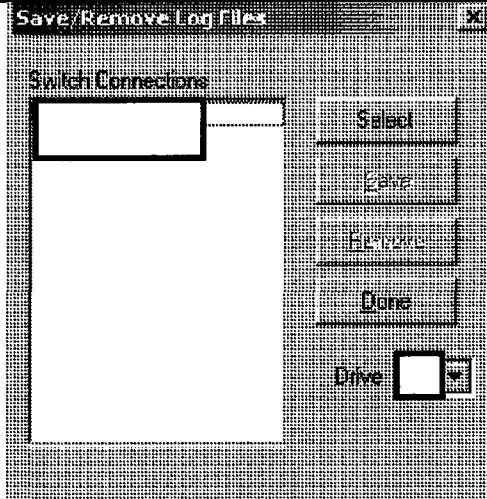 Save/Remove Log Files
Switch Connections
Select
Save
Remove
Done
Drive